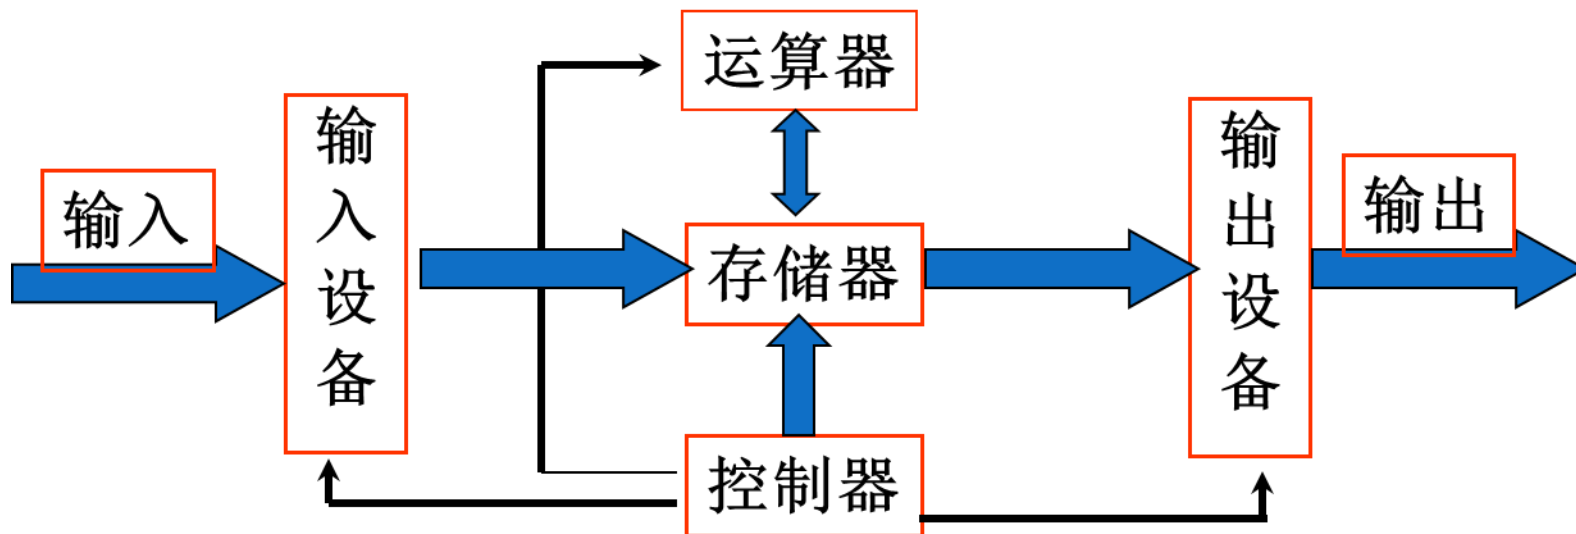 运算器
输入设备
输出设备
输入
输出
存储器
控制器